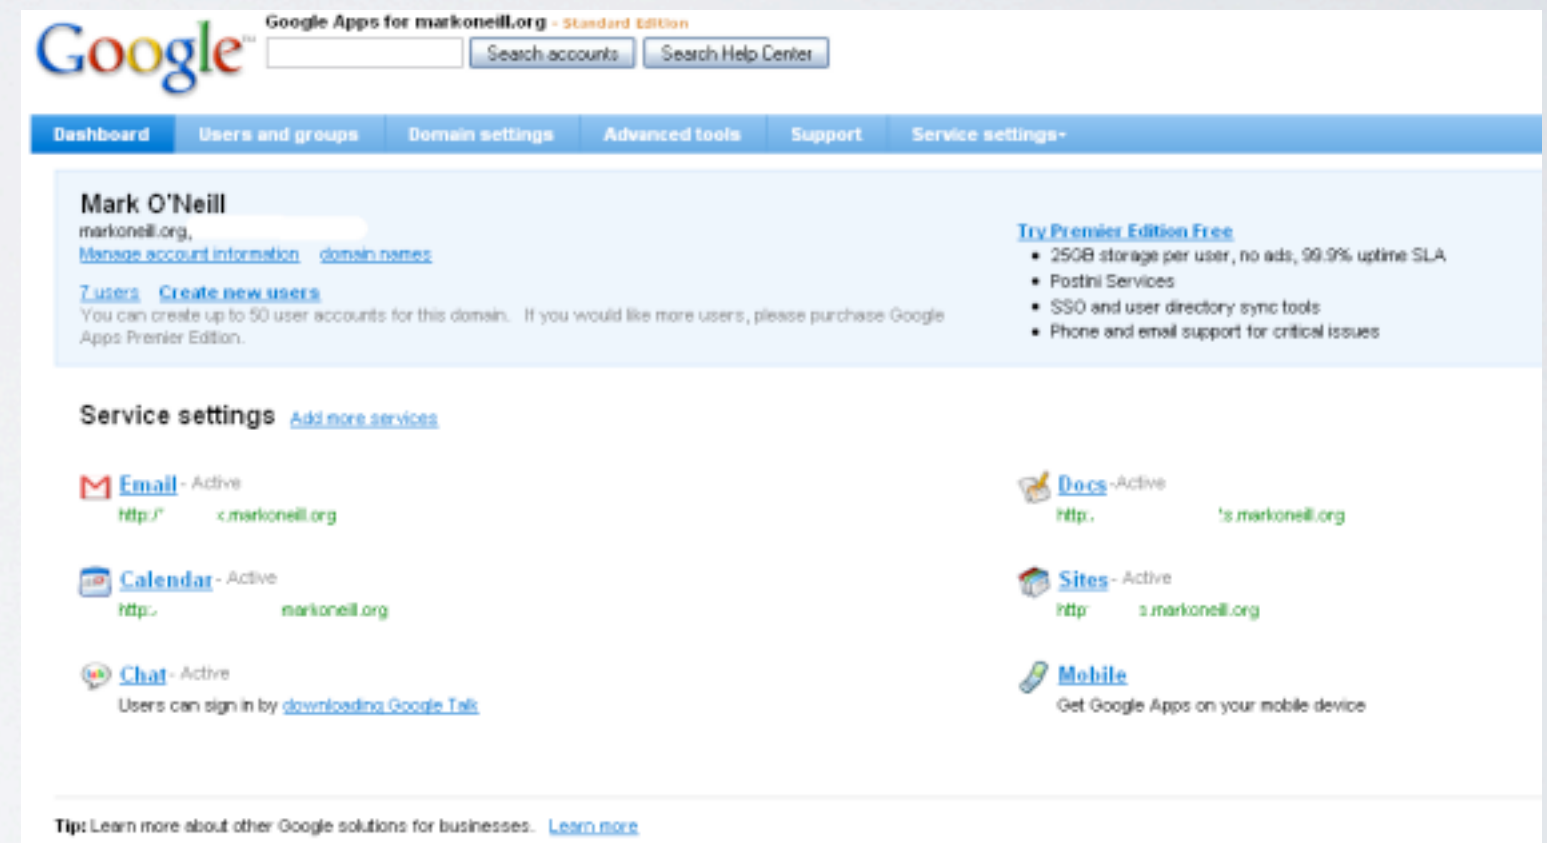 Google™
Google Apps for markoneill.org - Standard Edition
Search accounts Search Help Center
Dashboard Users and groups Domain settings Advanced tools Support Service settings
Mark O'Neill
markoneill.org,
Manage account information domain names
7 users Create new users
You can create up to 50 user accounts for this domain. If you would like more users, please purchase Google
Apps Premier Edition.
Try Premier Edition Free
• 25GB storage per user, no ads, 99.9% uptime SLA
• Postini Services
• SSO and user directory sync tools
• Phone and email support for critical issues
Service settings Add more services
Email - Active
http:/ .markoneill.org
Docs -Active
http: s.markoneill.org
Calendar - Active
http: markoneill.org
Sites - Active
http .markoneill.org
Chat - Active
Users can sign in by downloading Google Talk
Mobile
Get Google Apps on your mobile device
Tip: Learn more about other Google solutions for businesses. Learn more